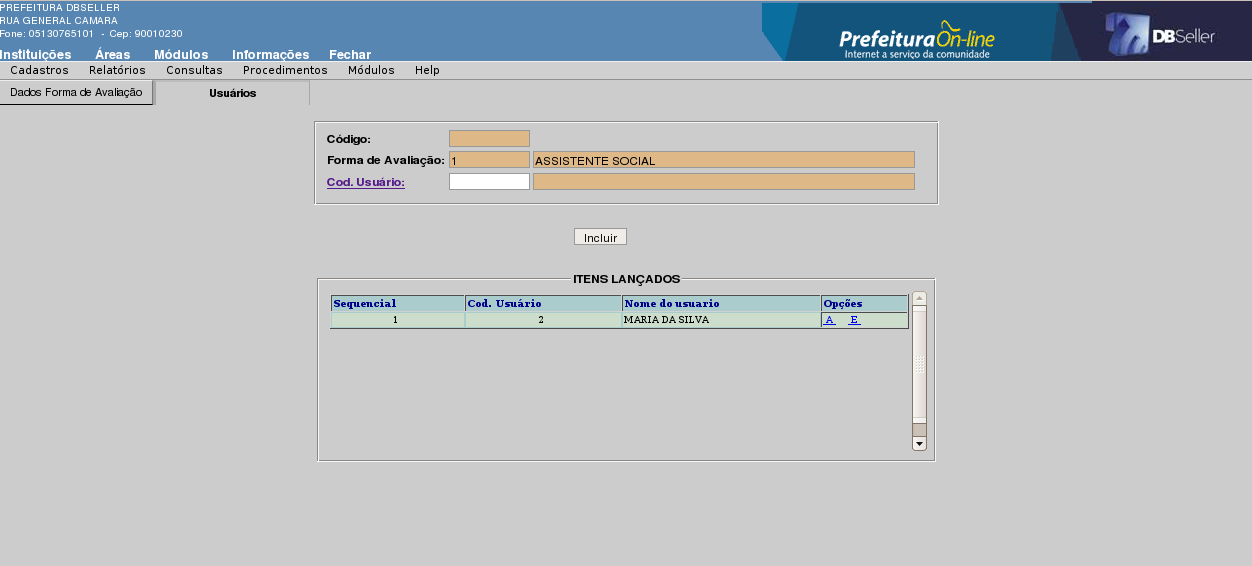 PREFEITURA DBSELLER
RUA GENERAL CAMARA
Fone: 05130765101 - Cep: 90010230
PrefeituraOn-line
Internet a serviço da comunidade
DBSeller
Instituições Áreas Módulos Informações Fechar
Cadastros Relatórios Consultas Procedimentos Módulos Help
Dados Forma de Avaliação Usuários
Código:
Forma de Avaliação: 1 ASSISTENTE SOCIAL
Cod. Usuário:
Incluir
ITENS LANÇADOS
Sequencial Cod. Usuário Nome do usuario Opções
1 2 MARIA DA SILVA A E